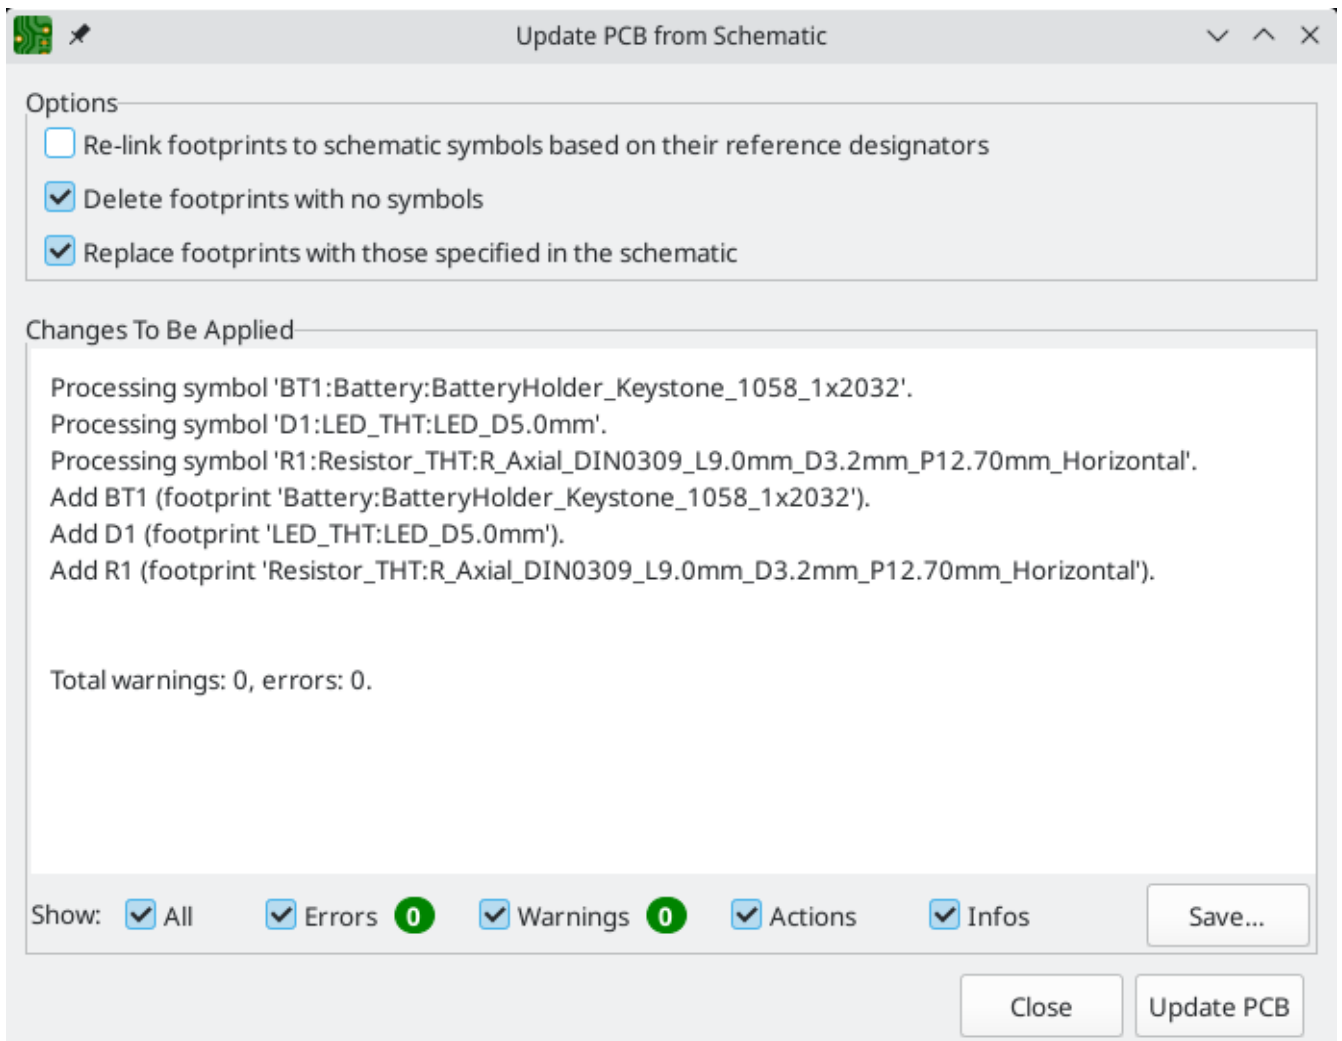 Update PCB from Schematic
Options
Re-link footprints to schematic symbols based on their reference designators
Delete footprints with no symbols
Replace footprints with those specified in the schematic
Changes To Be Applied
Processing symbol 'BT1:Battery:BatteryHolder_Keystone_1058_1x2032'.
Processing symbol 'D1:LED_THT:LED_D5.0mm'.
Processing symbol 'R1:Resistor_THT:R_Axial_DIN0309_L9.0mm_D3.2mm_P12.70mm_Horizontal'.
Add BT1 (footprint 'Battery:BatteryHolder_Keystone_1058_1x2032').
Add D1 (footprint 'LED_THT:LED_D5.0mm').
Add R1 (footprint 'Resistor_THT:R_Axial_DIN0309_L9.0mm_D3.2mm_P12.70mm_Horizontal').
Total warnings: 0, errors: 0.
Show: All Errors 0 Warnings 0 Actions Infos Save...
Close Update PCB